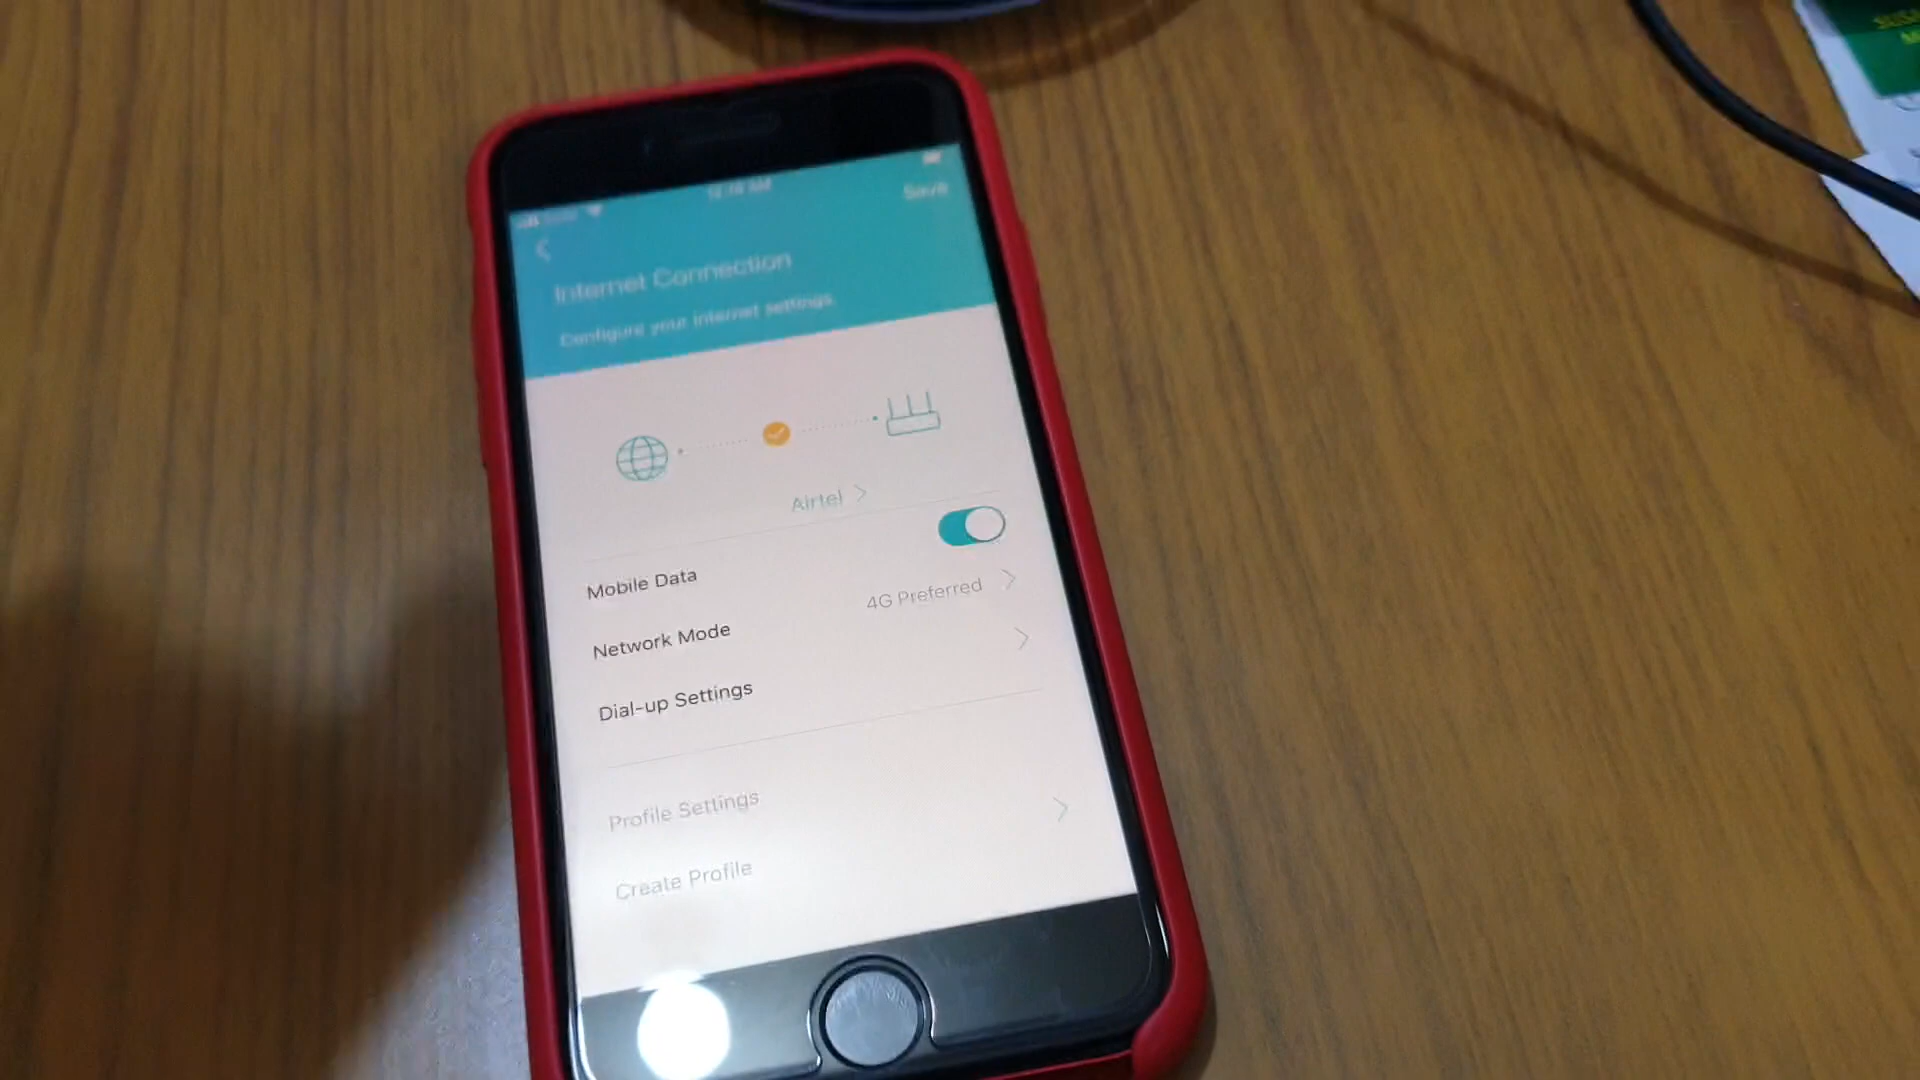 Save
Internet Connection
Configure your internet settings.
Airtel
Mobile Data
Network Mode
4G Preferred
Dial-up Settings
Profile Settings
Create Profile